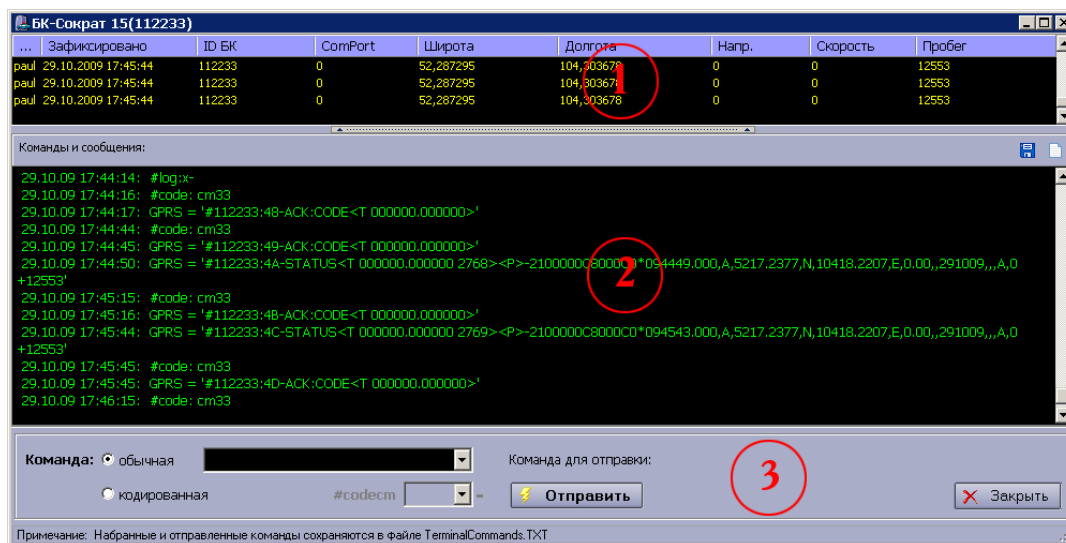 БК-Сократ 15(112233)
... Зафиксировано ID БК ComPort Широта Долгота Напр. Скорость Пробег
paul 29.10.2009 17:45:44 112233 0 52,287295 104,303678 0 0 12553
paul 29.10.2009 17:45:44 112233 0 52,287295 104,303678 0 0 12553
paul 29.10.2009 17:45:44 112233 0 52,287295 104,303678 0 0 12553
1
Команды и сообщения:
29.10.09 17:44:14: #log:x-
29.10.09 17:44:16: #code: cm33
29.10.09 17:44:17: GPRS = '#112233:48-ACK:CODE<T 000000.000000>'
29.10.09 17:44:44: #code: cm33
29.10.09 17:44:45: GPRS = '#112233:49-ACK:CODE<T 000000.000000>'
29.10.09 17:44:50: GPRS = '#112233:4A-STATUS<T 000000.000000 2768><P>-2100000C8000C0*094449.000,A,5217.2377,N,10418.2207,E,0.00,,291009,,,A,0
+12553'
29.10.09 17:45:15: #code: cm33
29.10.09 17:45:16: GPRS = '#112233:4B-ACK:CODE<T 000000.000000>'
29.10.09 17:45:44: GPRS = '#112233:4C-STATUS<T 000000.000000 2769><P>-2100000C8000C0*094543.000,A,5217.2377,N,10418.2207,E,0.00,,291009,,,A,0
+12553'
29.10.09 17:45:45: #code: cm33
29.10.09 17:45:45: GPRS = '#112233:4D-ACK:CODE<T 000000.000000>'
29.10.09 17:46:15: #code: cm33
2
Команда: обычная Команда для отправки:
3
кодированная #codecm = Отправить Закрыть
Примечание: Набранные и отправленные команды сохраняются в файле TerminalCommands.TXT